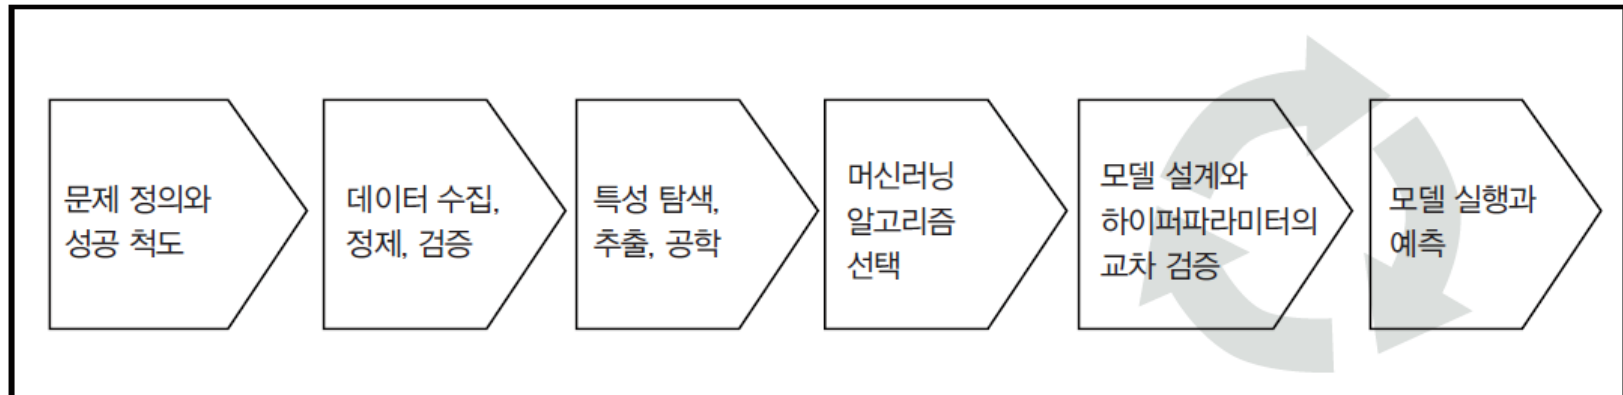 문제 정의와
성공 척도
데이터 수집,
정제, 검증
특성 탐색,
추출, 공학
머신러닝
알고리즘
선택
모델 설계와
하이퍼파라미터의
교차 검증
모델 실행과
예측